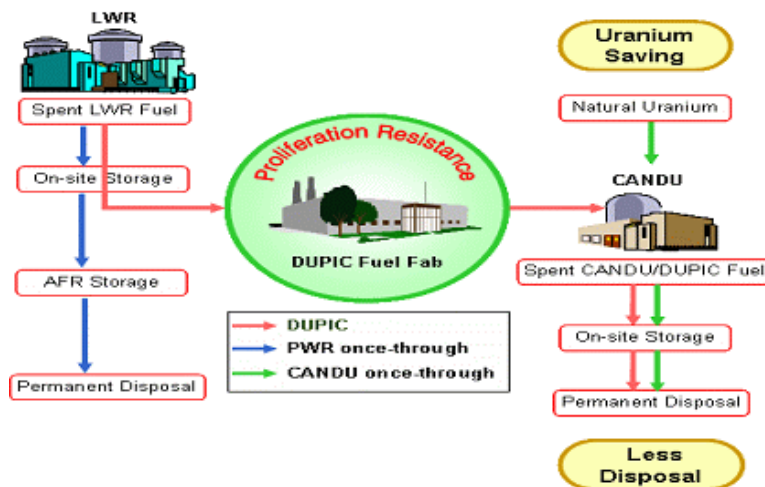 LWR
Spent LWR Fuel
On-site Storage
AFR Storage
Permanent Disposal
Proliferation Resistance
DUPIC Fuel Fab
DUPIC
PWR once-through
CANDU once-through
Uranium
Saving
Natural Uranium
CANDU
Spent CANDU/DUPIC Fuel
On-site Storage
Permanent Disposal
Less
Disposal